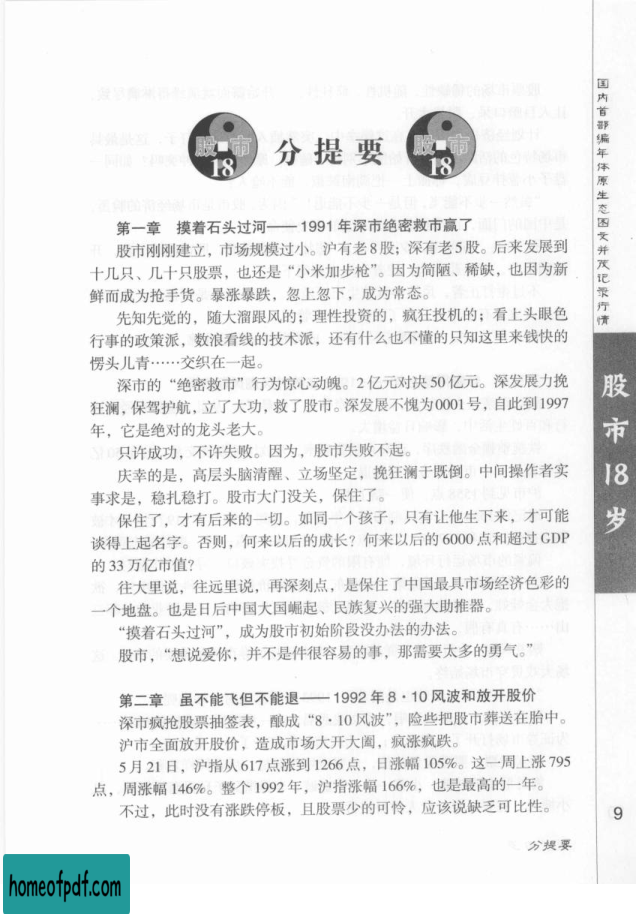 股·市
18
分提要
股·市
18
第一章 摸着石头过河——1991年深市绝密救市赢了
股市刚刚建立，市场规模过小。沪有老8股；深有老5股。后来发展到
十几只、几十只股票，也还是“小米加步枪”。因为简陋、稀缺，也因为新
鲜而成为抢手货。暴涨暴跌，忽上忽下，成为常态。
先知先觉的，随大溜跟风的；理性投资的，疯狂投机的；看上头眼色
行事的政策派，数浪看线的技术派，还有什么也不懂的只知这里来钱快的
愣头儿青……交织在一起。
深市的“绝密救市”行为惊心动魄。2亿元对决50亿元。深发展力挽
狂澜，保驾护航，立了大功，救了股市。深发展不愧为0001号，自此到1997
年，它是绝对的龙头老大。
只许成功，不许失败。因为，股市失败不起。
庆幸的是，高层头脑清醒、立场坚定，挽狂澜于既倒。中间操作者实
事求是，稳扎稳打。股市大门没关，保住了。
保住了，才有后来的一切。如同一个孩子，只有让他生下来，才可能
谈得上起名字。否则，何来以后的成长？何来以后的6000点和超过GDP
的33万亿市值？
往大里说，往远里说，再深刻点，是保住了中国最具市场经济色彩的
一个地盘。也是日后中国大国崛起、民族复兴的强大助推器。
“摸着石头过河”，成为股市初始阶段没办法的办法。
股市，“想说爱你，并不是件很容易的事，那需要太多的勇气。”
第二章 虽不能飞但不能退——1992年8·10风波和放开股价
深市疯抢股票抽签表，酿成“8·10风波”，险些把股市葬送在胎中。
沪市全面放开股价，造成市场大开大阖，疯涨疯跌。
5月21日，沪指从617点涨到1266点，日涨幅105%。这一周上涨795
点，周涨幅146%。整个1992年，沪指涨幅166%，也是最高的一年。
不过，此时没有涨跌停板，且股票少的可怜，应该说缺乏可比性。
国内首部编年体原生态图文并茂记录行情
股市18岁
9
分提要
homeofpdf.com